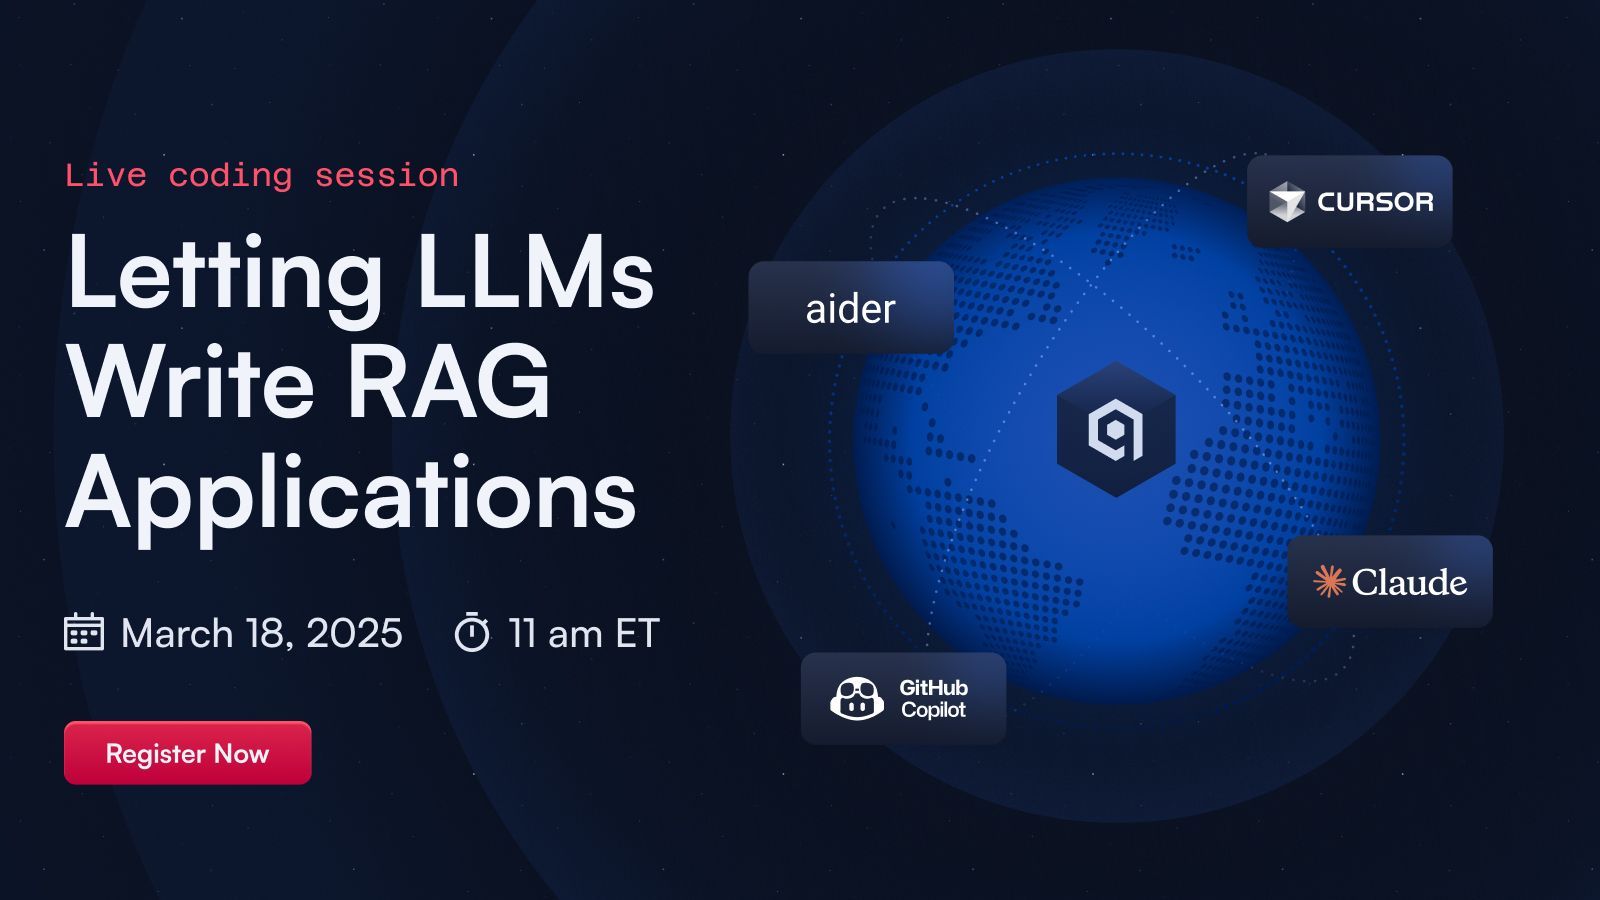 Live coding session
Letting LLMs
Write RAG
Applications
March 18, 2025
11 am ET
Register Now
CURSOR
aider
Claude
GitHub
Copilot